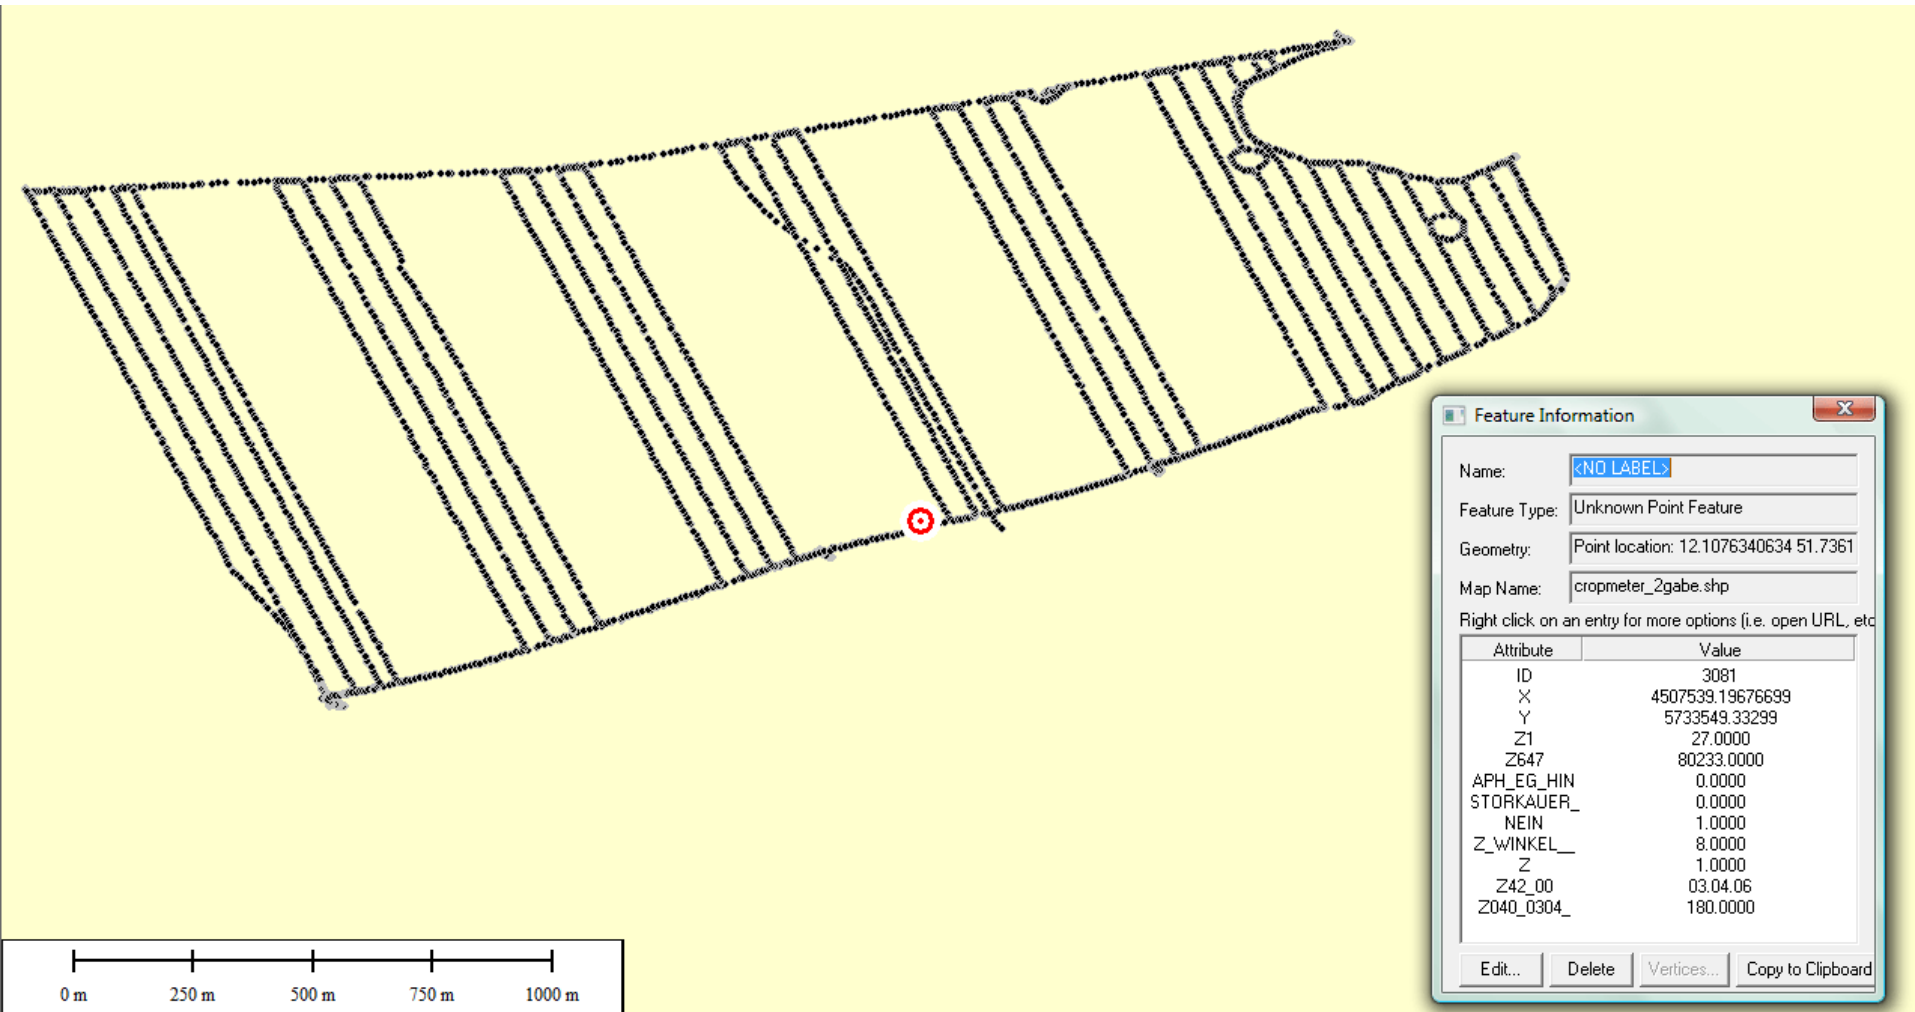 Feature Information
Name: <NO LABEL>
Feature Type: Unknown Point Feature
Geometry: Point location: 12.1076340634 51.7361
Map Name: cropmeter_2gabe.shp
Right click on an entry for more options (i.e. open URL, etc
Attribute Value
ID 3081
X 4507539.19676699
Y 5733549.33299
Z1 27.0000
Z647 80233.0000
APH_EG_HIN 0.0000
STORKAUER_ 0.0000
NEIN 1.0000
Z_WINKEL__ 8.0000
Z 1.0000
Z42_00 03.04.06
Z040_0304_ 180.0000
Edit... Delete Vertices... Copy to Clipboard
0 m 250 m 500 m 750 m 1000 m